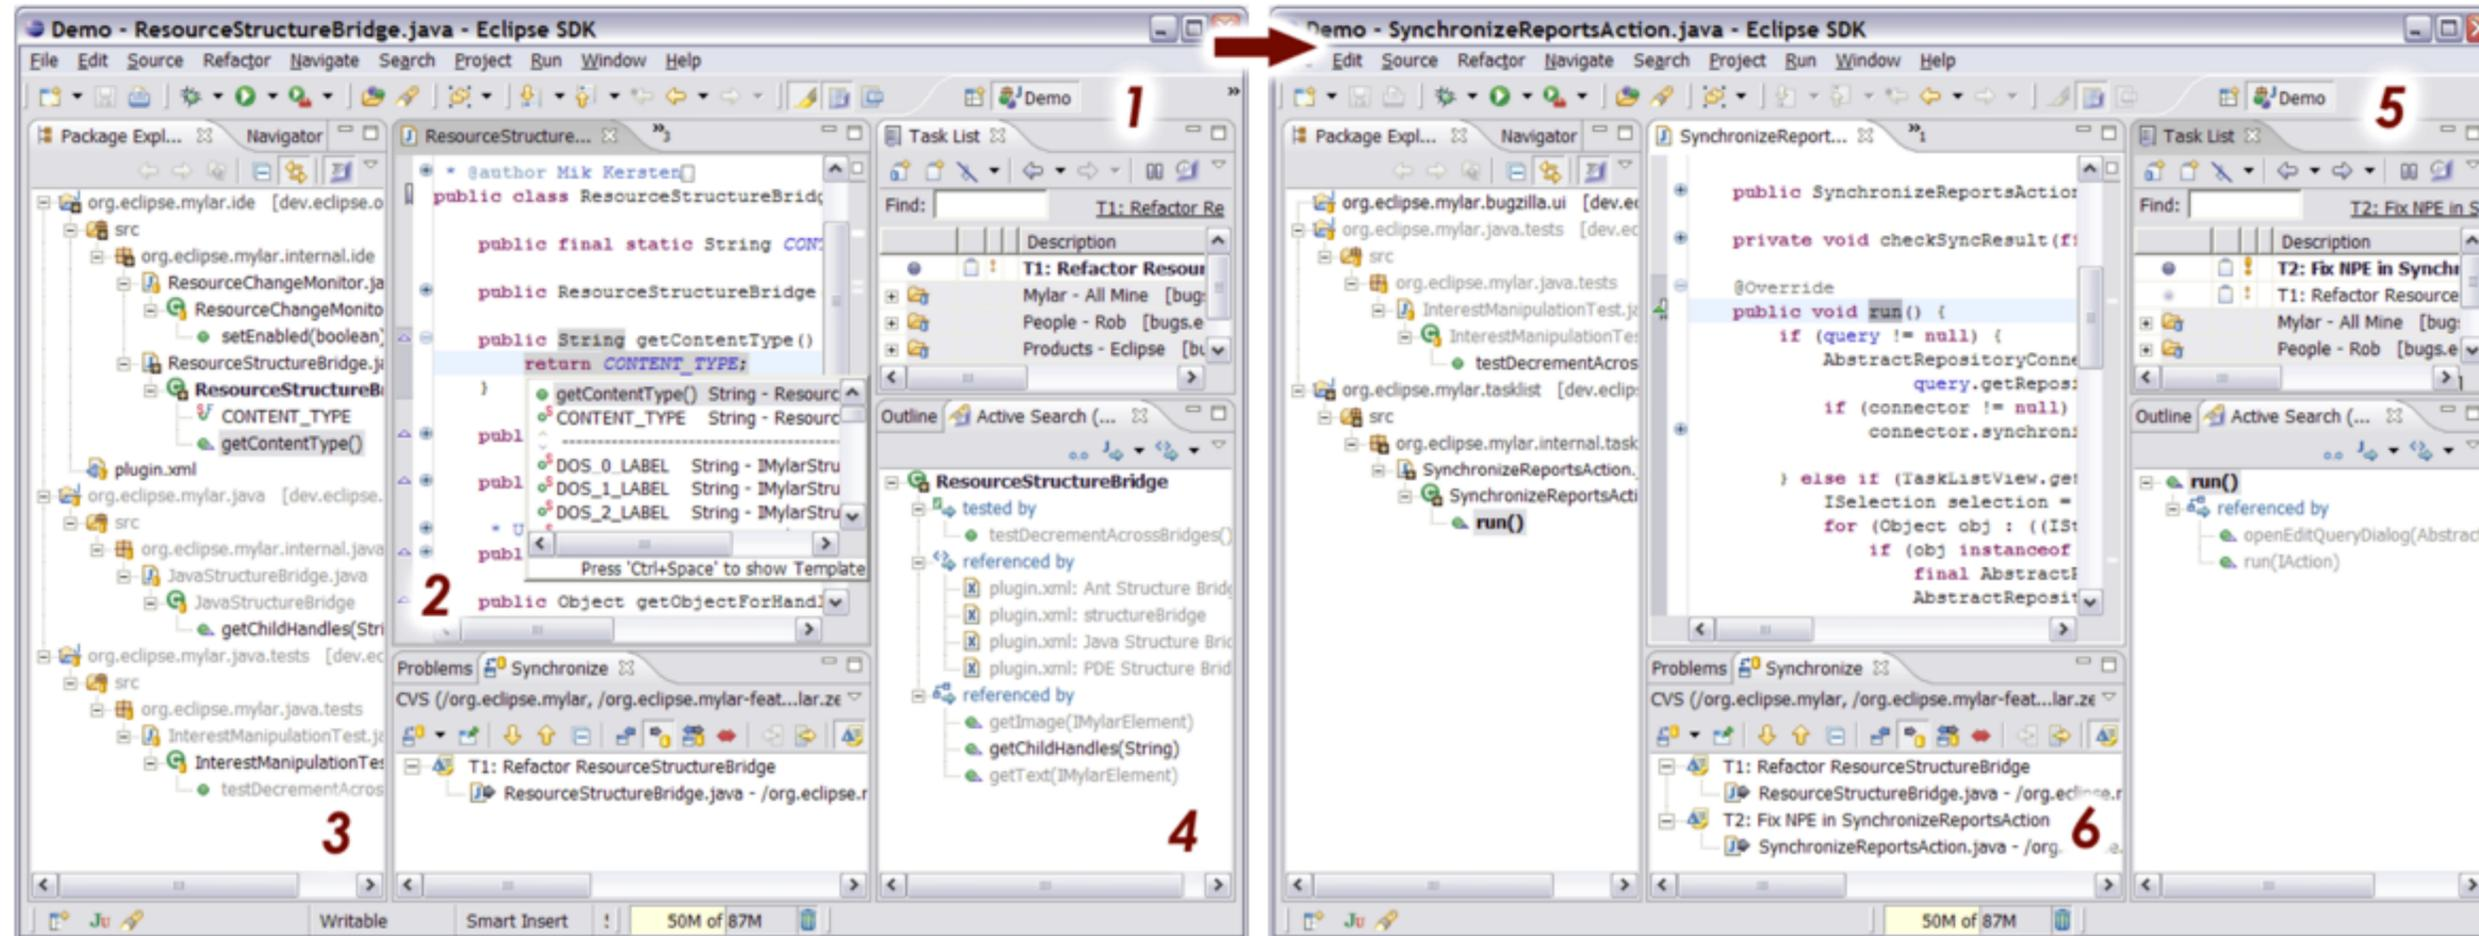 Demo - ResourceStructureBridge.java - Eclipse SDK
File Edit Source Refactor Navigate Search Project Run Window Help
Demo
1
»
Package Expl... Navigator
org.eclipse.mylar.ide [dev.eclipse.o
src
org.eclipse.mylar.internal.ide
ResourceChangeMonitor.ja
ResourceChangeMonito
setEnabled(boolean)
ResourceStructureBridge.ja
ResourceStructureB
CONTENT_TYPE
getContentType()
plugin.xml
org.eclipse.mylar.java [dev.eclipse.
src
org.eclipse.mylar.internal.java
JavaStructureBridge.java
JavaStructureBridge
getChildHandles(Stri
org.eclipse.mylar.java.tests [dev.ec
src
org.eclipse.mylar.java.tests
InterestManipulationTest.ja
InterestManipulationTes
testDecrementAcros
3
ResourceStructure... »3
* @author Mik Kersten
public class ResourceStructureBridg
public final static String CONT
public ResourceStructureBridge
public String getContentType()
return CONTENT_TYPE;
}
getContentType() String - Resourc
CONTENT_TYPE String - Resourc
publ
DOS_0_LABEL String - IMylarStru
publ
DOS_1_LABEL String - IMylarStru
DOS_2_LABEL String - IMylarStru
* U
publ
Press 'Ctrl+Space' to show Template
2
public Object getObjectForHandl
Problems Synchronize
CVS (/org.eclipse.mylar, /org.eclipse.mylar-feat...lar.ze
T1: Refactor ResourceStructureBridge
ResourceStructureBridge.java - /org.eclipse.r
Task List
Find: T1: Refactor Re
Description
T1: Refactor Resour
Mylar - All Mine [bug:
People - Rob [bugs.e
Products - Eclipse [bu
Outline Active Search (...
ResourceStructureBridge
tested by
testDecrementAcrossBridges()
referenced by
plugin.xml: Ant Structure Bridg
plugin.xml: structureBridge
plugin.xml: Java Structure Bric
plugin.xml: PDE Structure Brid
referenced by
getImage(IMylarElement)
getChildHandles(String)
getText(IMylarElement)
4
Ju Writable Smart Insert 50M of 87M
Demo - SynchronizeReportsAction.java - Eclipse SDK
Edit Source Refactor Navigate Search Project Run Window Help
Demo
5
Package Expl... Navigator
org.eclipse.mylar.bugzilla.ui [dev.ec
org.eclipse.mylar.java.tests [dev.ec
src
org.eclipse.mylar.java.tests
InterestManipulationTest.ja
InterestManipulationTes
testDecrementAcros
org.eclipse.mylar.tasklist [dev.eclip:
src
org.eclipse.mylar.internal.task
SynchronizeReportsAction.
SynchronizeReportsActi
run()
SynchronizeReport... »1
public SynchronizeReportsAction
private void checkSyncResult(fi
@Override
public void run() {
if (query != null) {
AbstractRepositoryConne
query.getReposi
if (connector != null)
connector.synchroni
} else if (TaskListView.get
ISelection selection =
for (Object obj : ((ISt
if (obj instanceof
final AbstractR
AbstractReposit
Problems Synchronize
CVS (/org.eclipse.mylar, /org.eclipse.mylar-feat...lar.ze
T1: Refactor ResourceStructureBridge
ResourceStructureBridge.java - /org.eclipse.r
T2: Fix NPE in SynchronizeReportsAction
SynchronizeReportsAction.java - /org.
6
Task List
Find: T2: Fix NPE in S
Description
T2: Fix NPE in Synchr
T1: Refactor Resource
Mylar - All Mine [bug:
People - Rob [bugs.e
Outline Active Search (...
run()
referenced by
openEditQueryDialog(Abstract
run(IAction)
Ju 50M of 87M